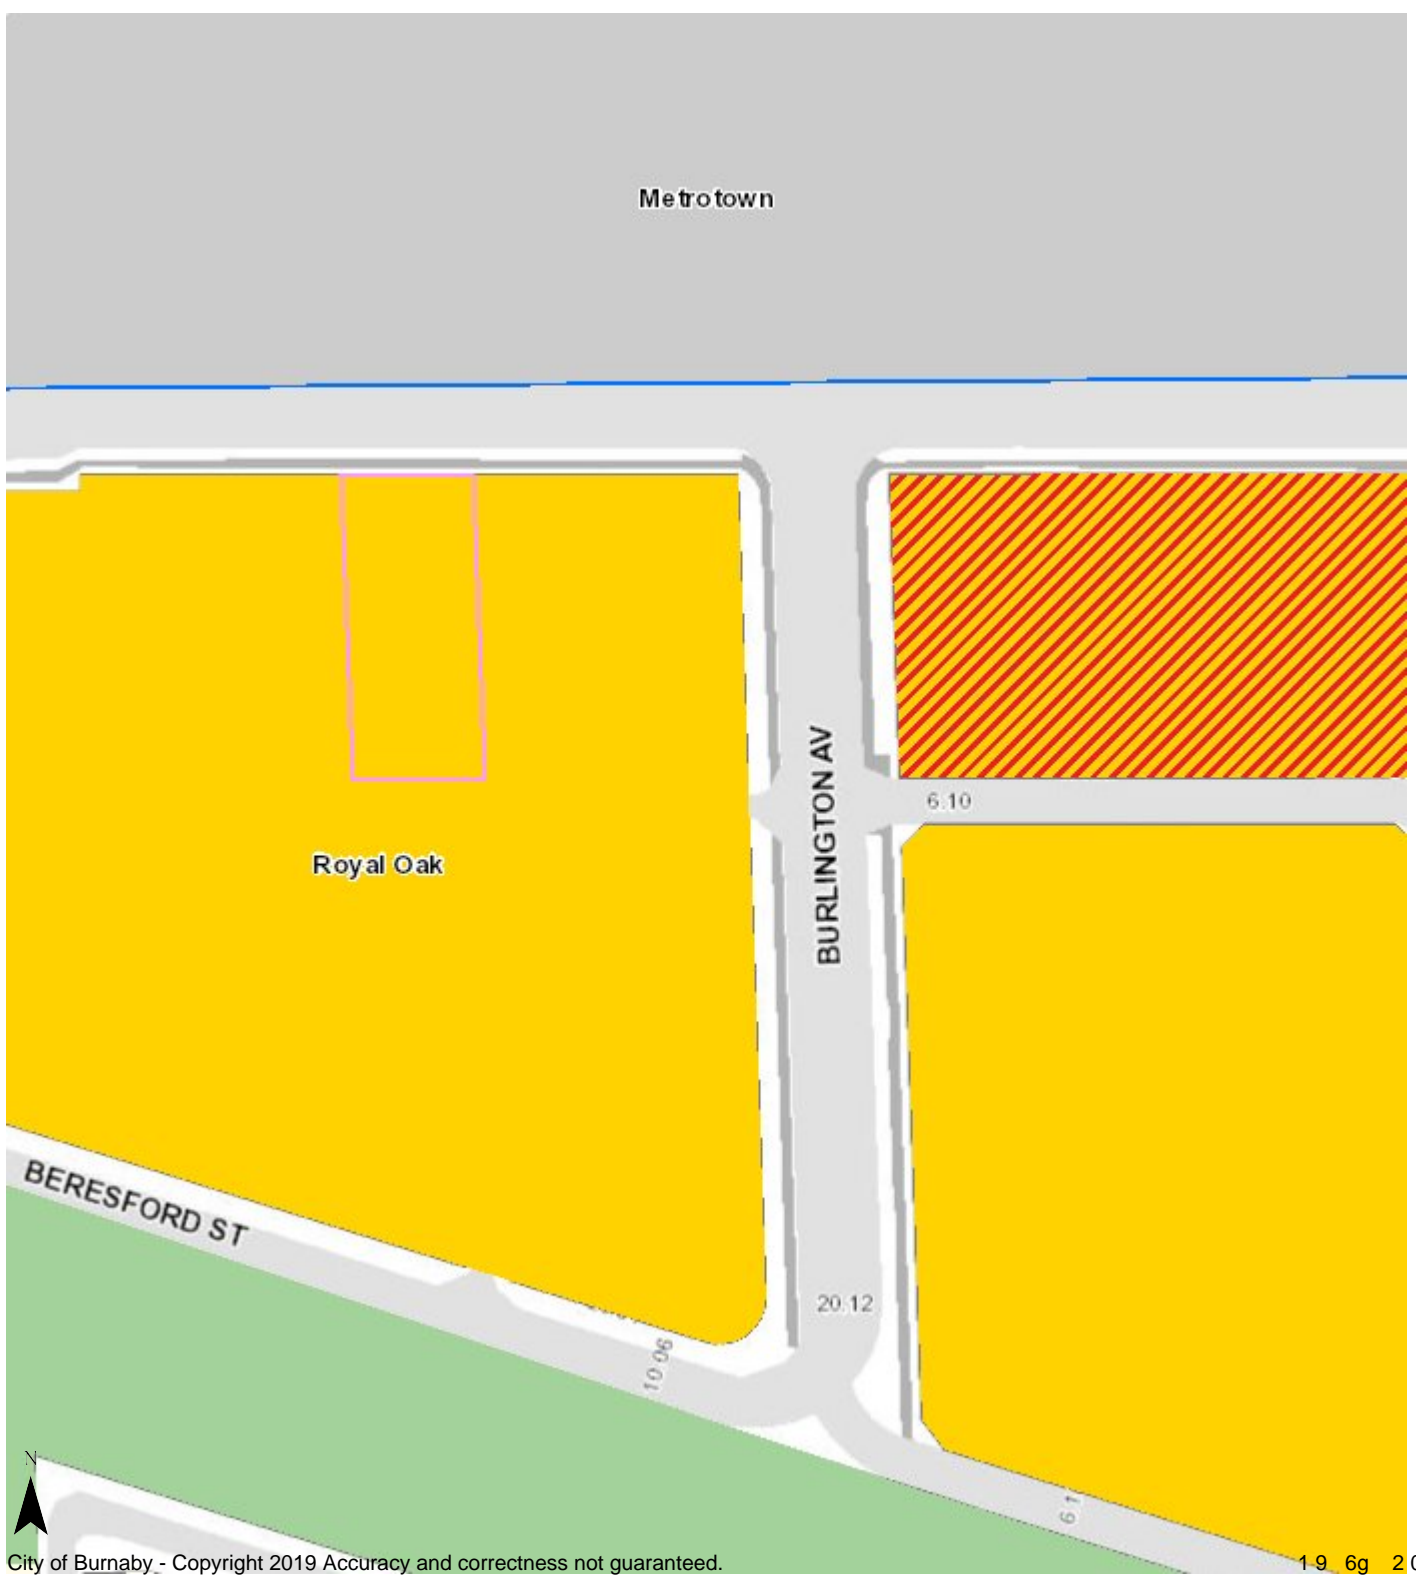 Metrotown
BURLINGTON AV
6.10
Royal Oak
BERESFORD ST
20.12
10.06
6.1
N
City of Burnaby - Copyright 2019 Accuracy and correctness not guaranteed.